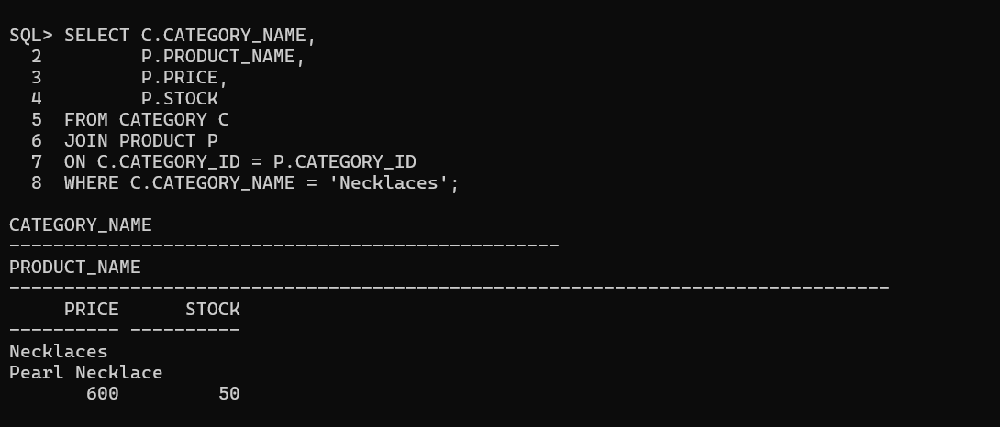 SQL> SELECT C.CATEGORY_NAME,
  2         P.PRODUCT_NAME,
  3         P.PRICE,
  4         P.STOCK
  5  FROM CATEGORY C
  6  JOIN PRODUCT P
  7  ON C.CATEGORY_ID = P.CATEGORY_ID
  8  WHERE C.CATEGORY_NAME = 'Necklaces';

CATEGORY_NAME
--------------------------------------------------
PRODUCT_NAME
--------------------------------------------------------------------------------
     PRICE      STOCK
---------- ----------
Necklaces
Pearl Necklace
       600         50